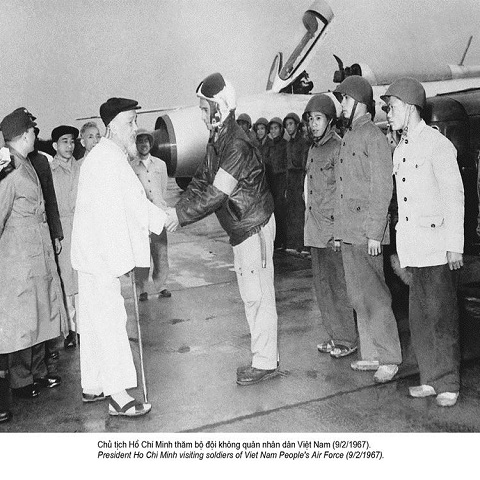 Chủ tịch Hồ Chí Minh thăm bộ đội không quân nhân dân Việt Nam (9/2/1967).
President Ho Chi Minh visiting soldiers of Viet Nam People's Air Force (9/2/1967).